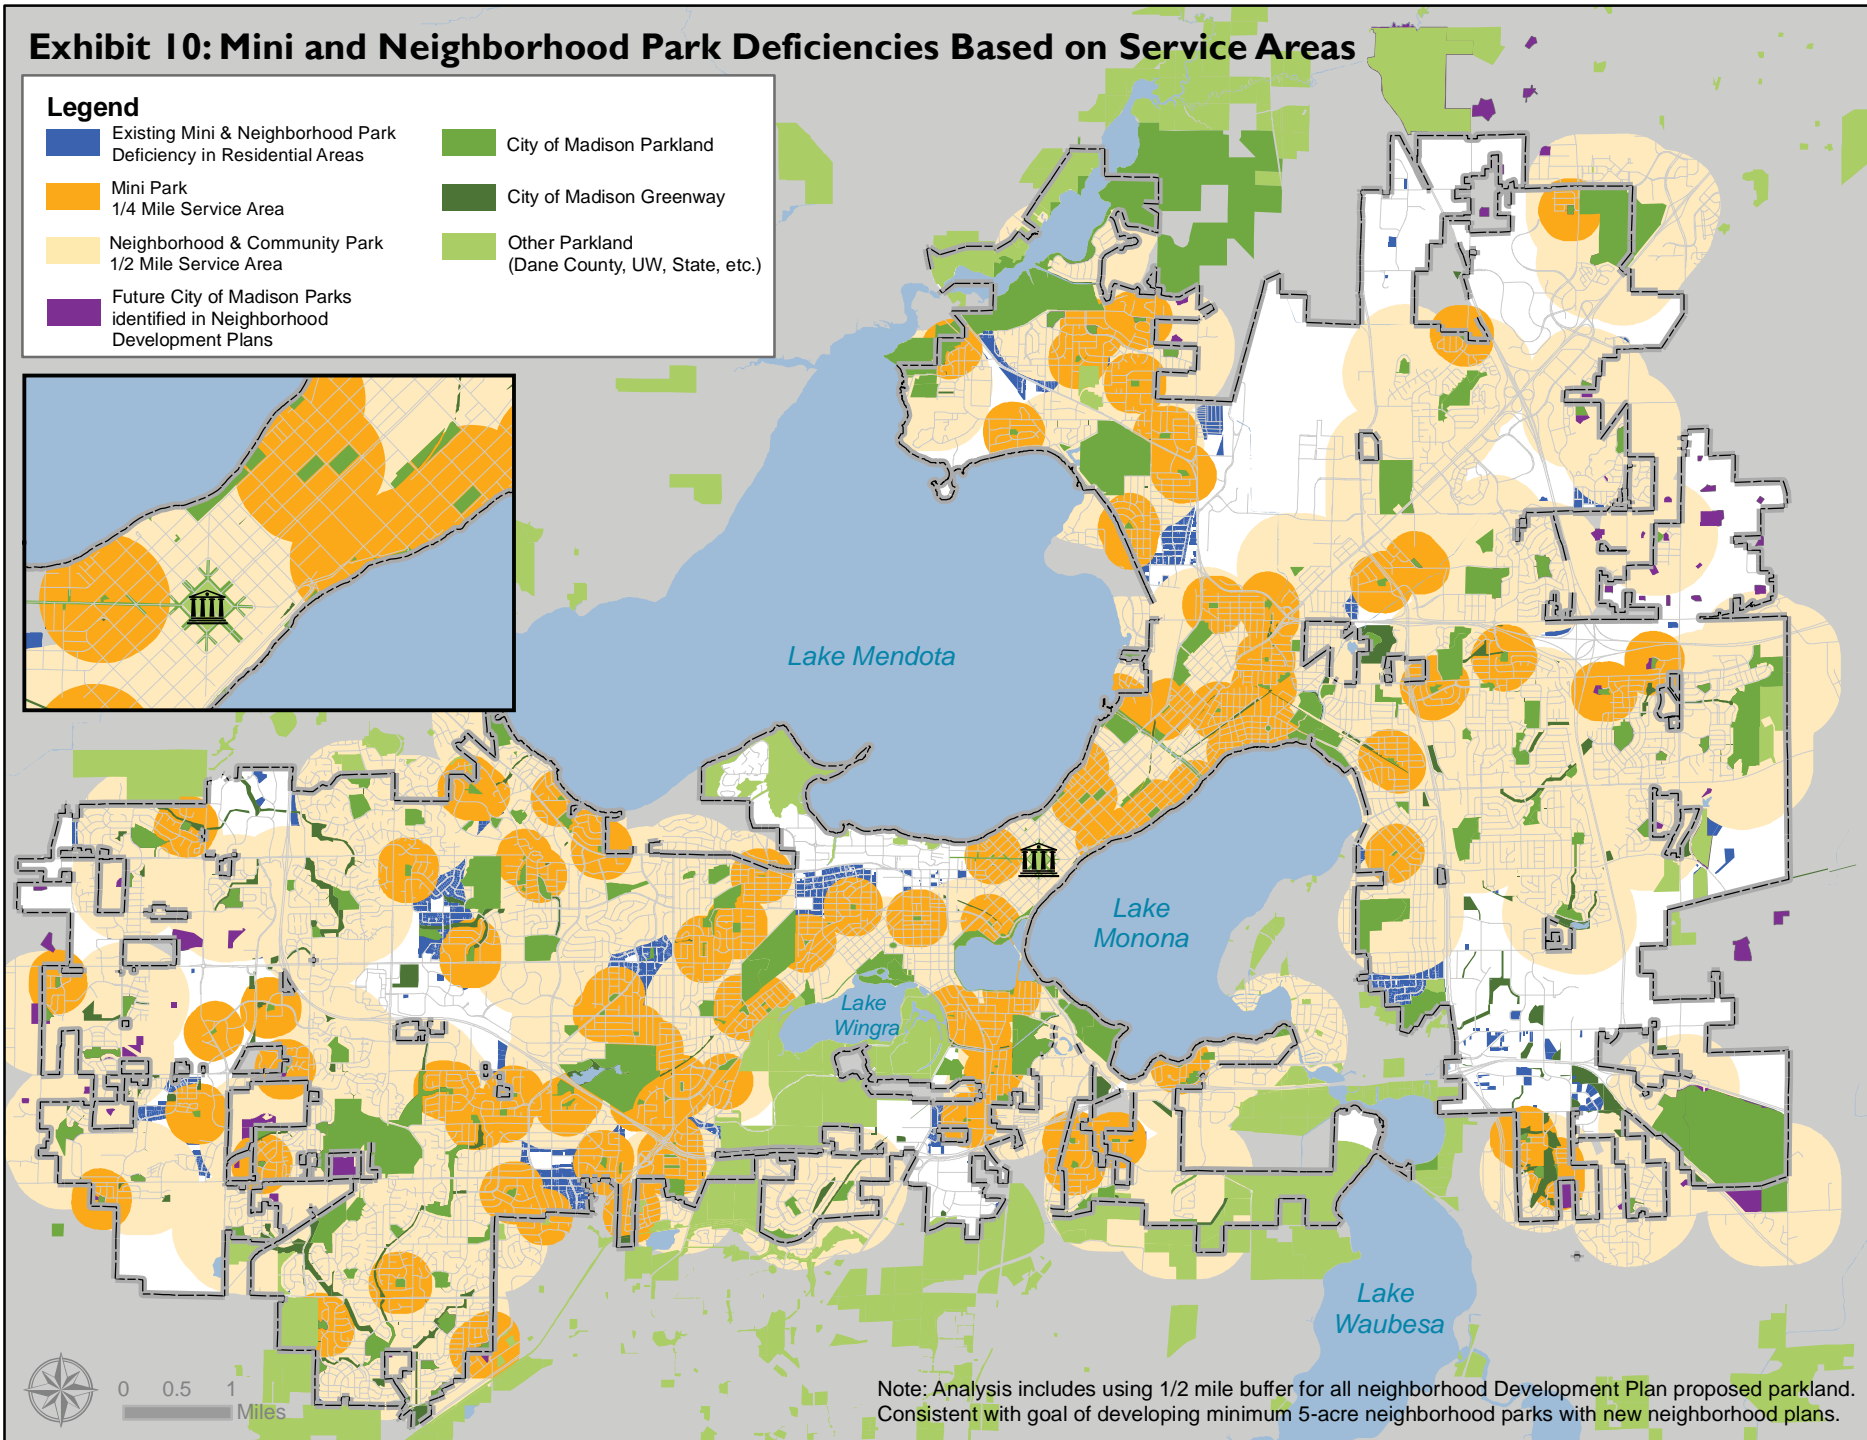 Exhibit 10: Mini and Neighborhood Park Deficiencies Based on Service Areas
Legend
Existing Mini & Neighborhood Park
Deficiency in Residential Areas
Mini Park
1/4 Mile Service Area
Neighborhood & Community Park
1/2 Mile Service Area
Future City of Madison Parks
identified in Neighborhood
Development Plans
City of Madison Parkland
City of Madison Greenway
Other Parkland
(Dane County, UW, State, etc.)
Lake Mendota
Lake
Monona
Lake
Wingra
Lake
Waubesa
0 0.5 1
Miles
Note: Analysis includes using 1/2 mile buffer for all neighborhood Development Plan proposed parkland.
Consistent with goal of developing minimum 5-acre neighborhood parks with new neighborhood plans.